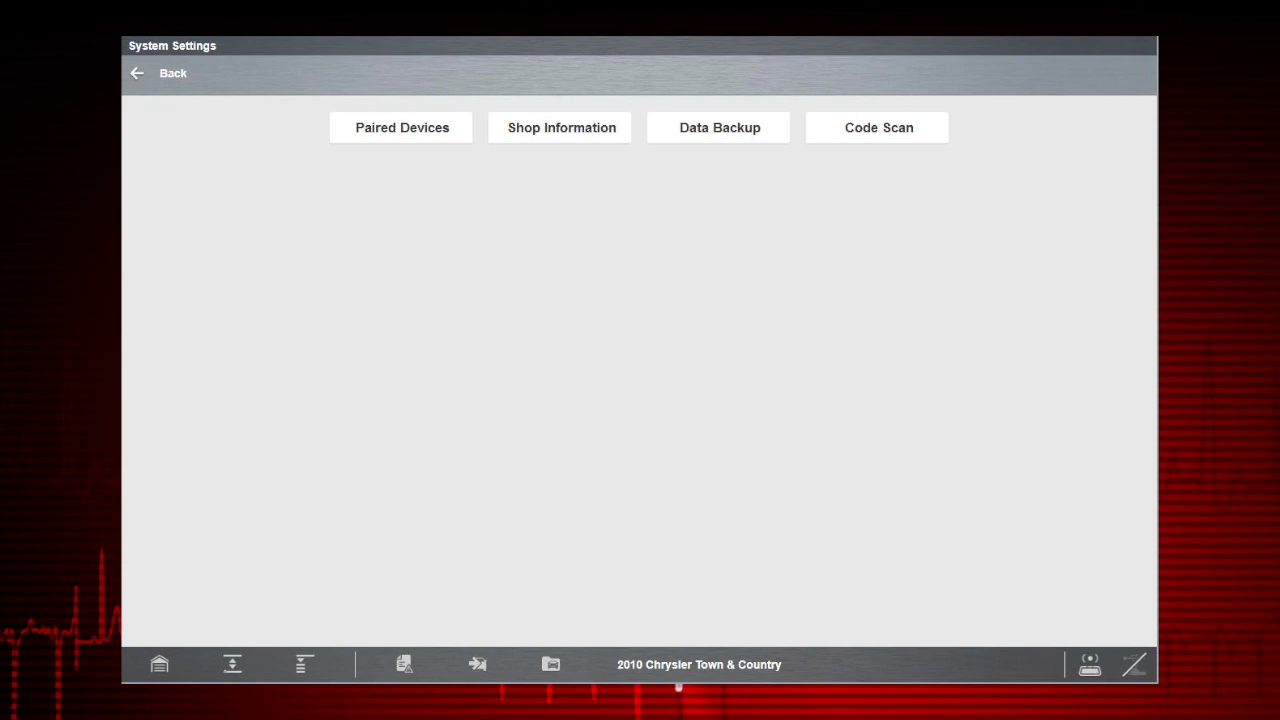 System Settings
Back
Paired Devices
Shop Information
Data Backup
Code Scan
2010 Chrysler Town & Country